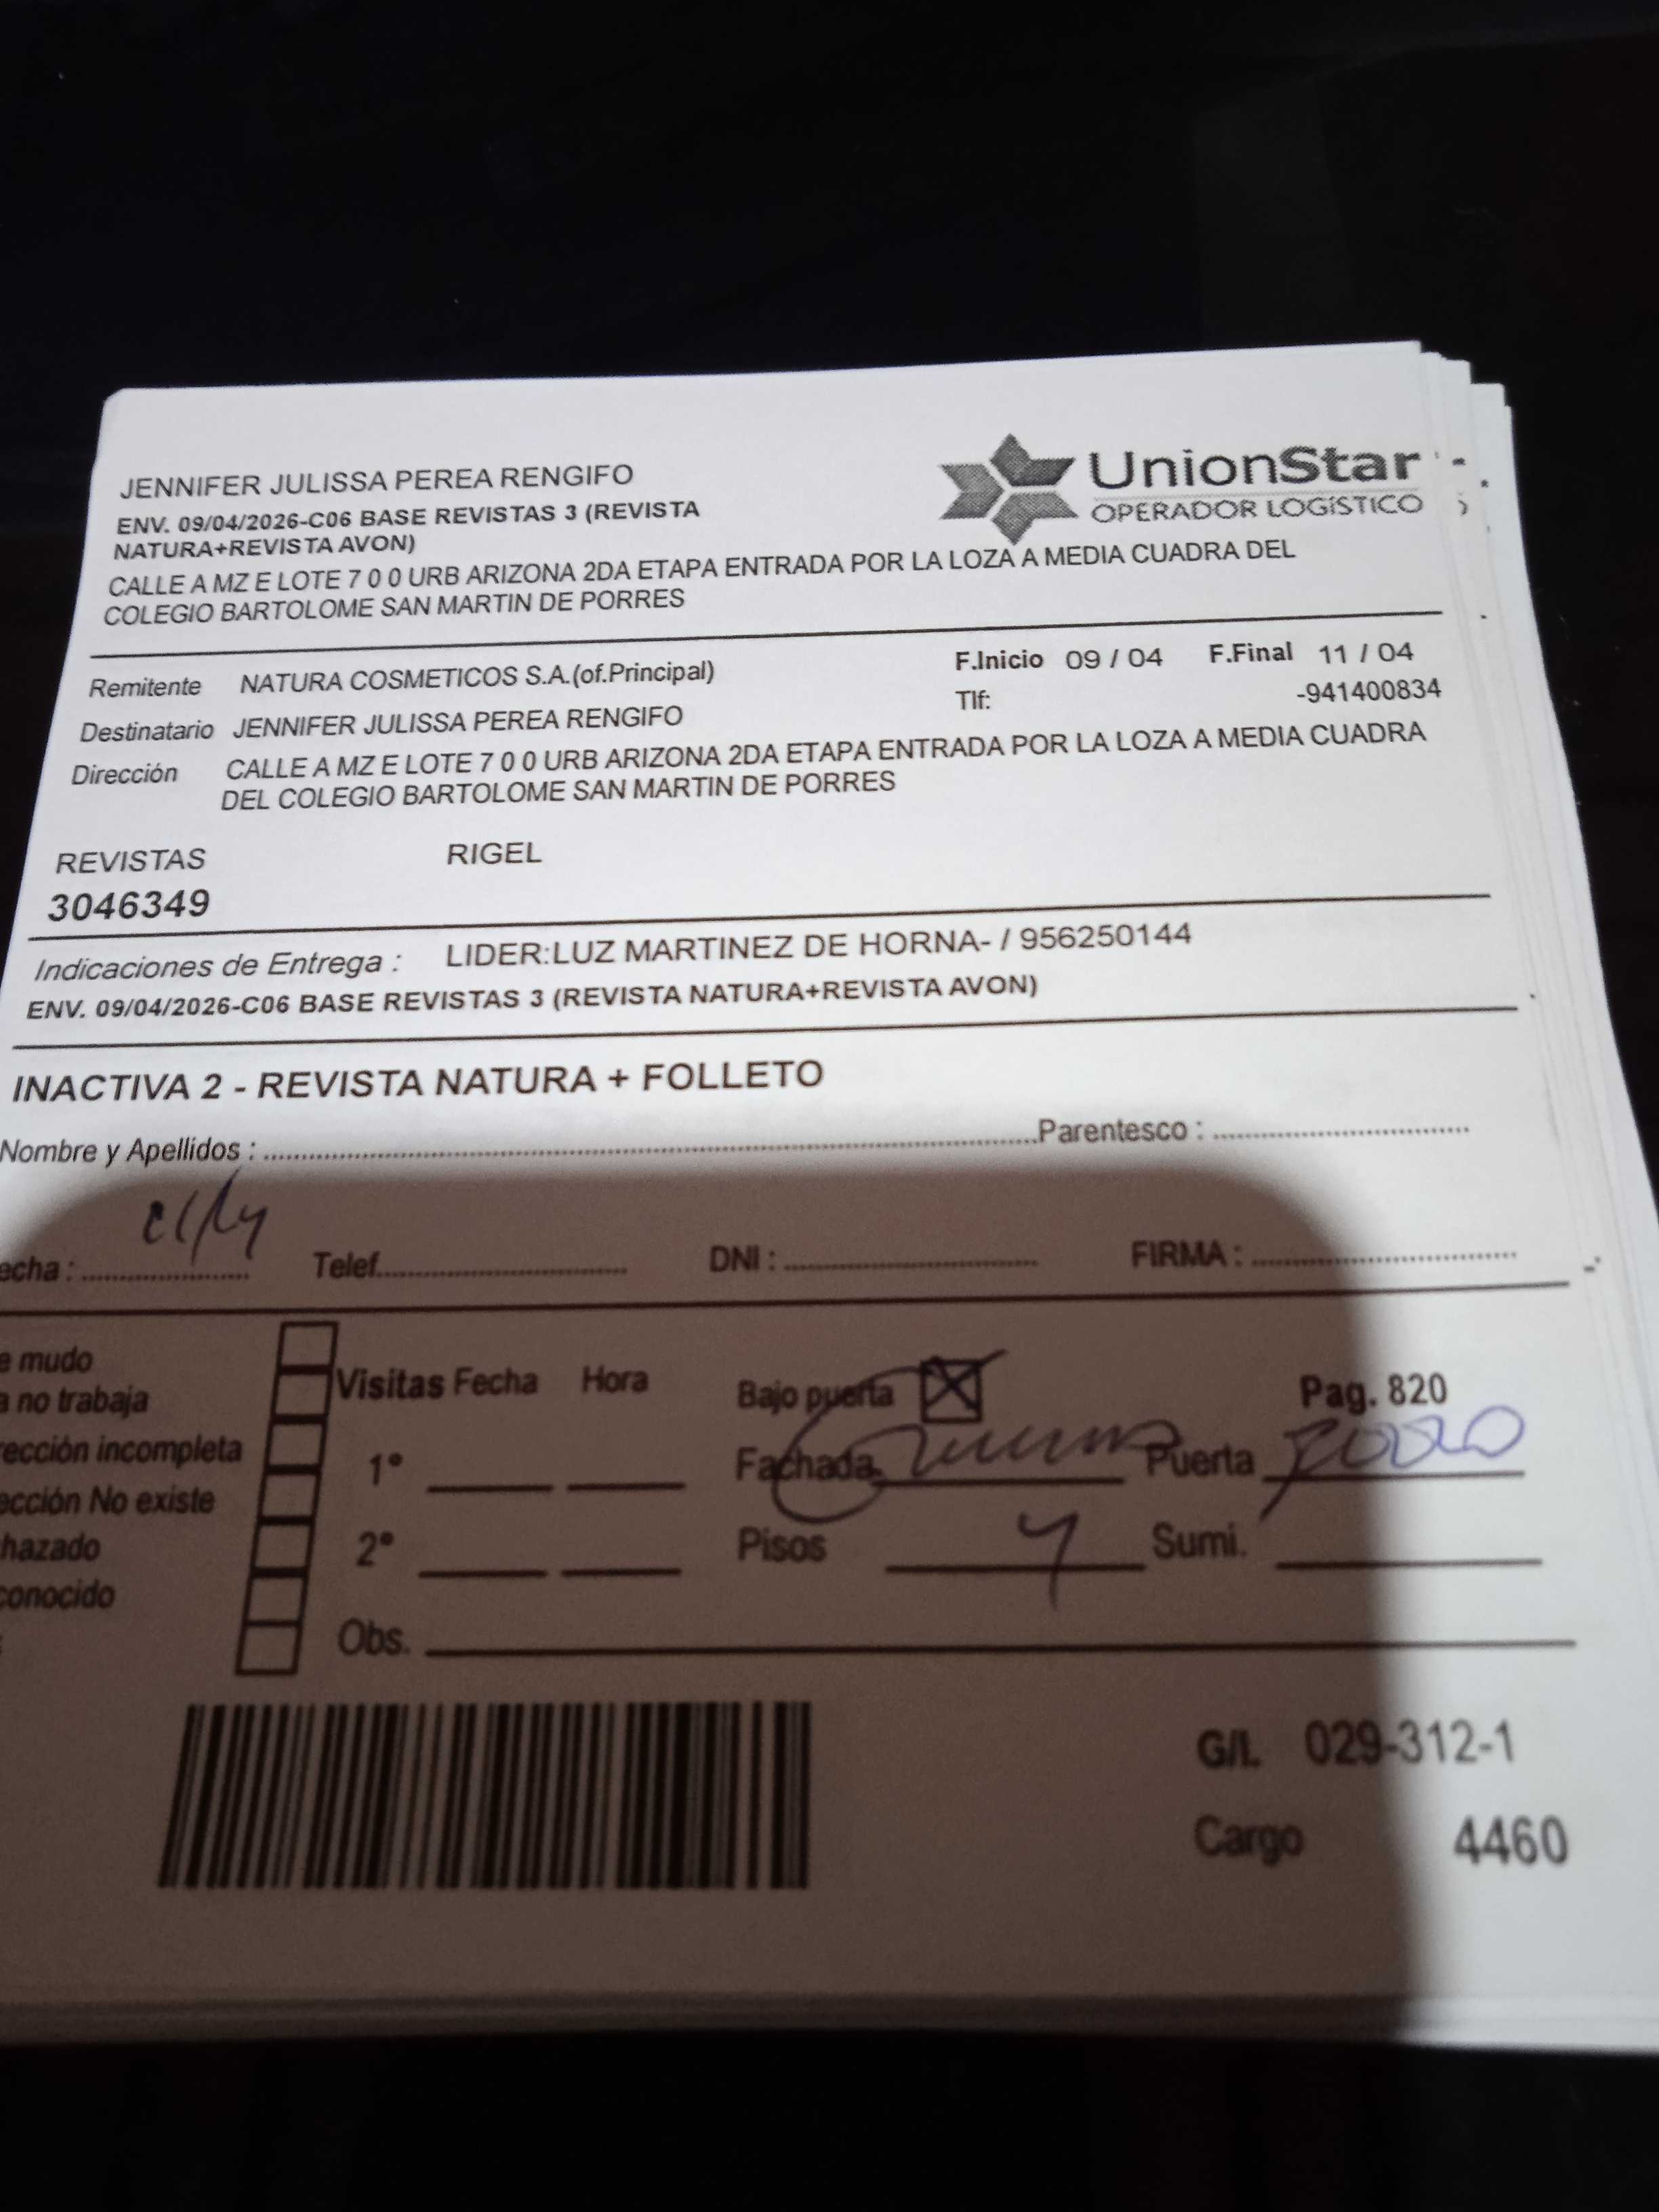 JENNIFER JULISSA PEREA RENGIFO
ENV. 09/04/2026-C06 BASE REVISTAS 3 (REVISTA
NATURA+REVISTA AVON)
CALLE A MZ E LOTE 7 0 0 URB ARIZONA 2DA ETAPA ENTRADA POR LA LOZA A MEDIA CUADRA DEL
COLEGIO BARTOLOME SAN MARTIN DE PORRES
UnionStar
OPERADOR LOGÍSTICO
Remitente NATURA COSMETICOS S.A.(of.Principal) F.Inicio 09 / 04 F.Final 11 / 04
Destinatario JENNIFER JULISSA PEREA RENGIFO Tlf: -941400834
Dirección CALLE A MZ E LOTE 7 0 0 URB ARIZONA 2DA ETAPA ENTRADA POR LA LOZA A MEDIA CUADRA
DEL COLEGIO BARTOLOME SAN MARTIN DE PORRES
REVISTAS RIGEL
3046349
Indicaciones de Entrega : LIDER:LUZ MARTINEZ DE HORNA- / 956250144
ENV. 09/04/2026-C06 BASE REVISTAS 3 (REVISTA NATURA+REVISTA AVON)
INACTIVA 2 - REVISTA NATURA + FOLLETO
Nombre y Apellidos : Parentesco :
echa : Telef. DNI : FIRMA :
e mudo
a no trabaja
rección incompleta
ección No existe
hazado
conocido
Visitas Fecha Hora
1°
2°
Obs.
Bajo puerta Pag. 820
Fachada Puerta
Pisos 4 Sumi.
G/I. 029-312-1
Cargo 4460